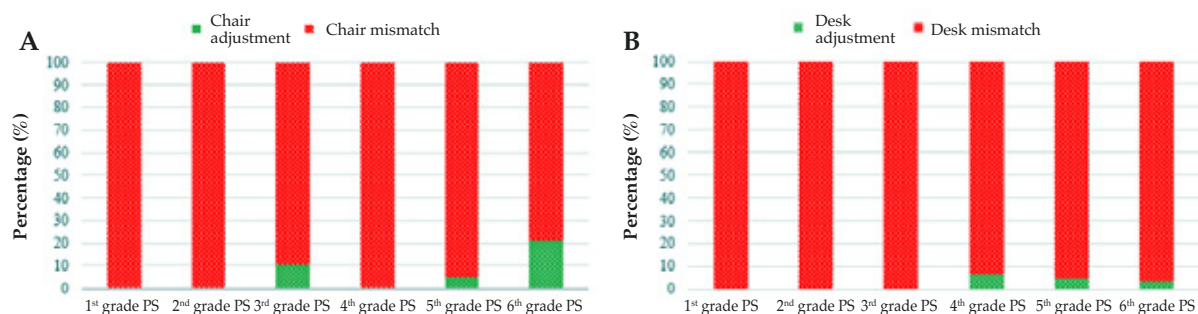 A
Chair adjustment
Chair mismatch
Percentage (%)
100
90
80
70
60
50
40
30
20
10
0
1st grade PS 2nd grade PS 3rd grade PS 4th grade PS 5th grade PS 6th grade PS
B
Desk adjustment
Desk mismatch
Percentage (%)
100
90
80
70
60
50
40
30
20
10
0
1st grade PS 2nd grade PS 3rd grade PS 4th grade PS 5th grade PS 6th grade PS